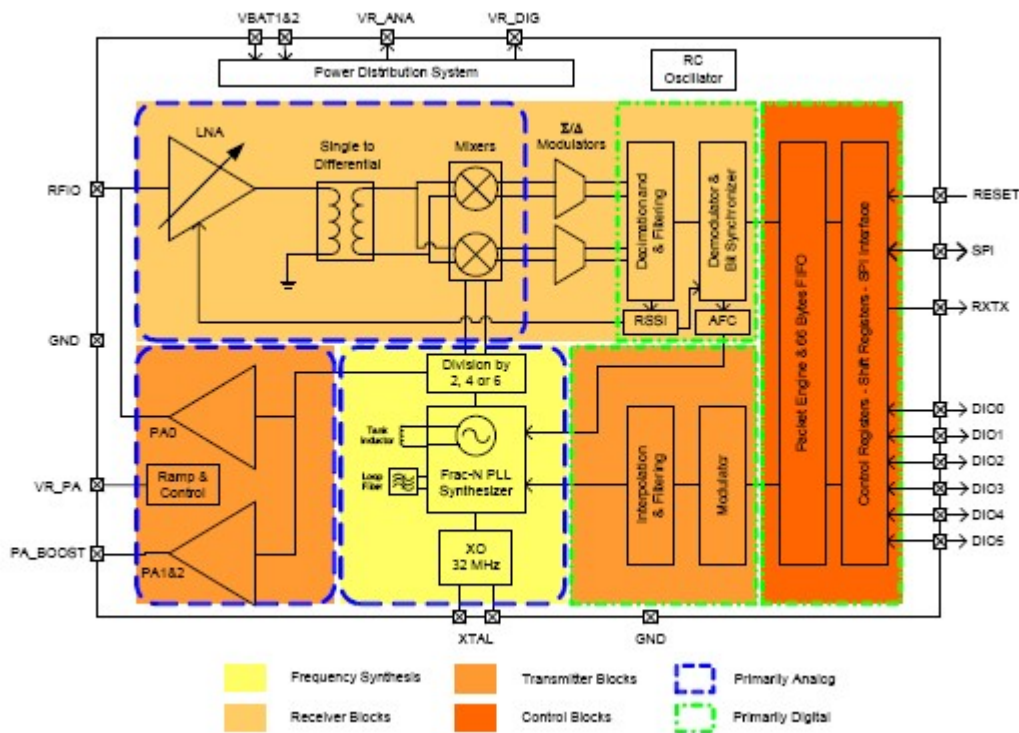 VBAT1&2
VR_ANA
VR_DIG
Power Distribution System
RC
Oscillator
LNA
Single to
Differential
Mixers
Σ/Δ
Modulators
RFIO
Decimation and
& Filtering
Demodulator &
Bit Synchronizer
RSSI
AFC
Packet Engine & 66 Bytes FIFO
Control Registers - Shift Registers - SPI Interface
RESET
SPI
RXTX
GND
Division by
2, 4 or 6
PA0
Tank
Inductor
Frac-N PLL
Synthesizer
Loop
Filter
Ramp &
Control
VR_PA
Interpolation
& Filtering
Modulator
DIO0
DIO1
DIO2
DIO3
DIO4
DIO5
PA_BOOST
PA1&2
XO
32 MHz
XTAL
GND
Frequency Synthesis
Transmitter Blocks
Primarily Analog
Receiver Blocks
Control Blocks
Primarily Digital